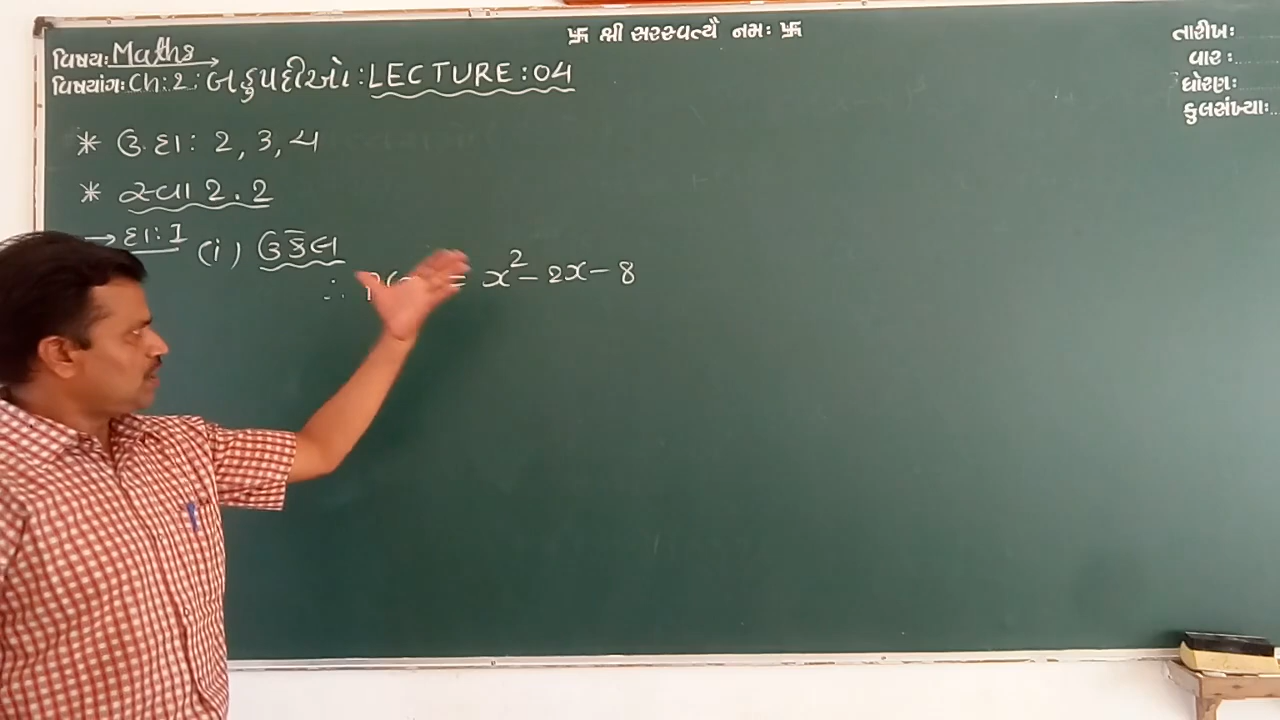 卐 શ્રી સરસ્વત્યૈ નમઃ 卐
વિષય: Maths
વિષયાંગ: Ch: 2 : બહુપદીઓ : LECTURE : 04
તારીખ:
વાર:
ધોરણ:
કુલસંખ્યા:
* ઉદા: 2, 3, 4
* સ્વા 2.2
→ દા: 1 (i) ઉકેલ
∴ p(x) = x² - 2x - 8